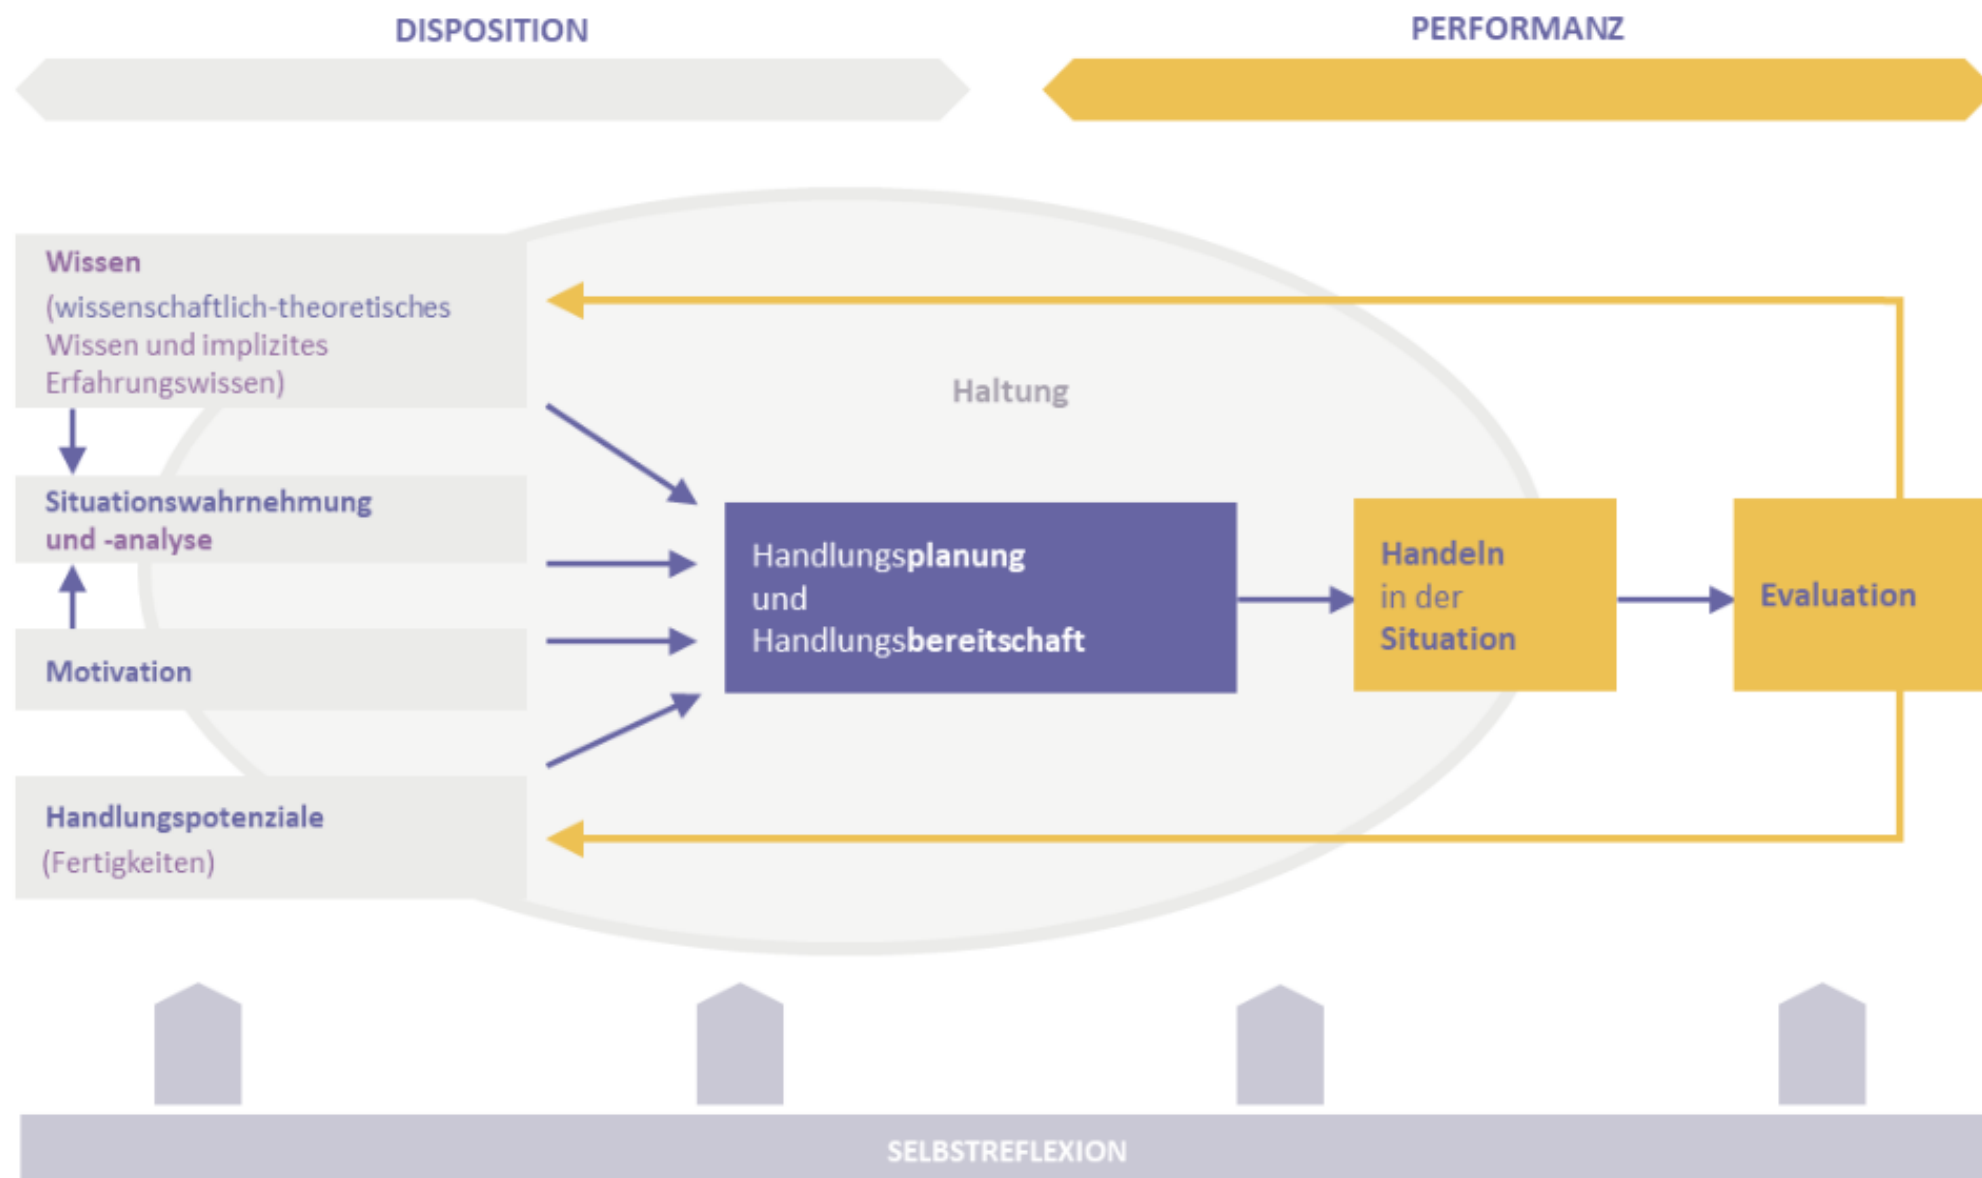 DISPOSITION
PERFORMANZ
Wissen
(wissenschaftlich-theoretisches
Wissen und implizites
Erfahrungswissen)
Haltung
Situationswahrnehmung
und -analyse
Motivation
Handlungspotenziale
(Fertigkeiten)
Handlungsplanung
und
Handlungsbereitschaft
Handeln
in der
Situation
Evaluation
SELBSTREFLEXION